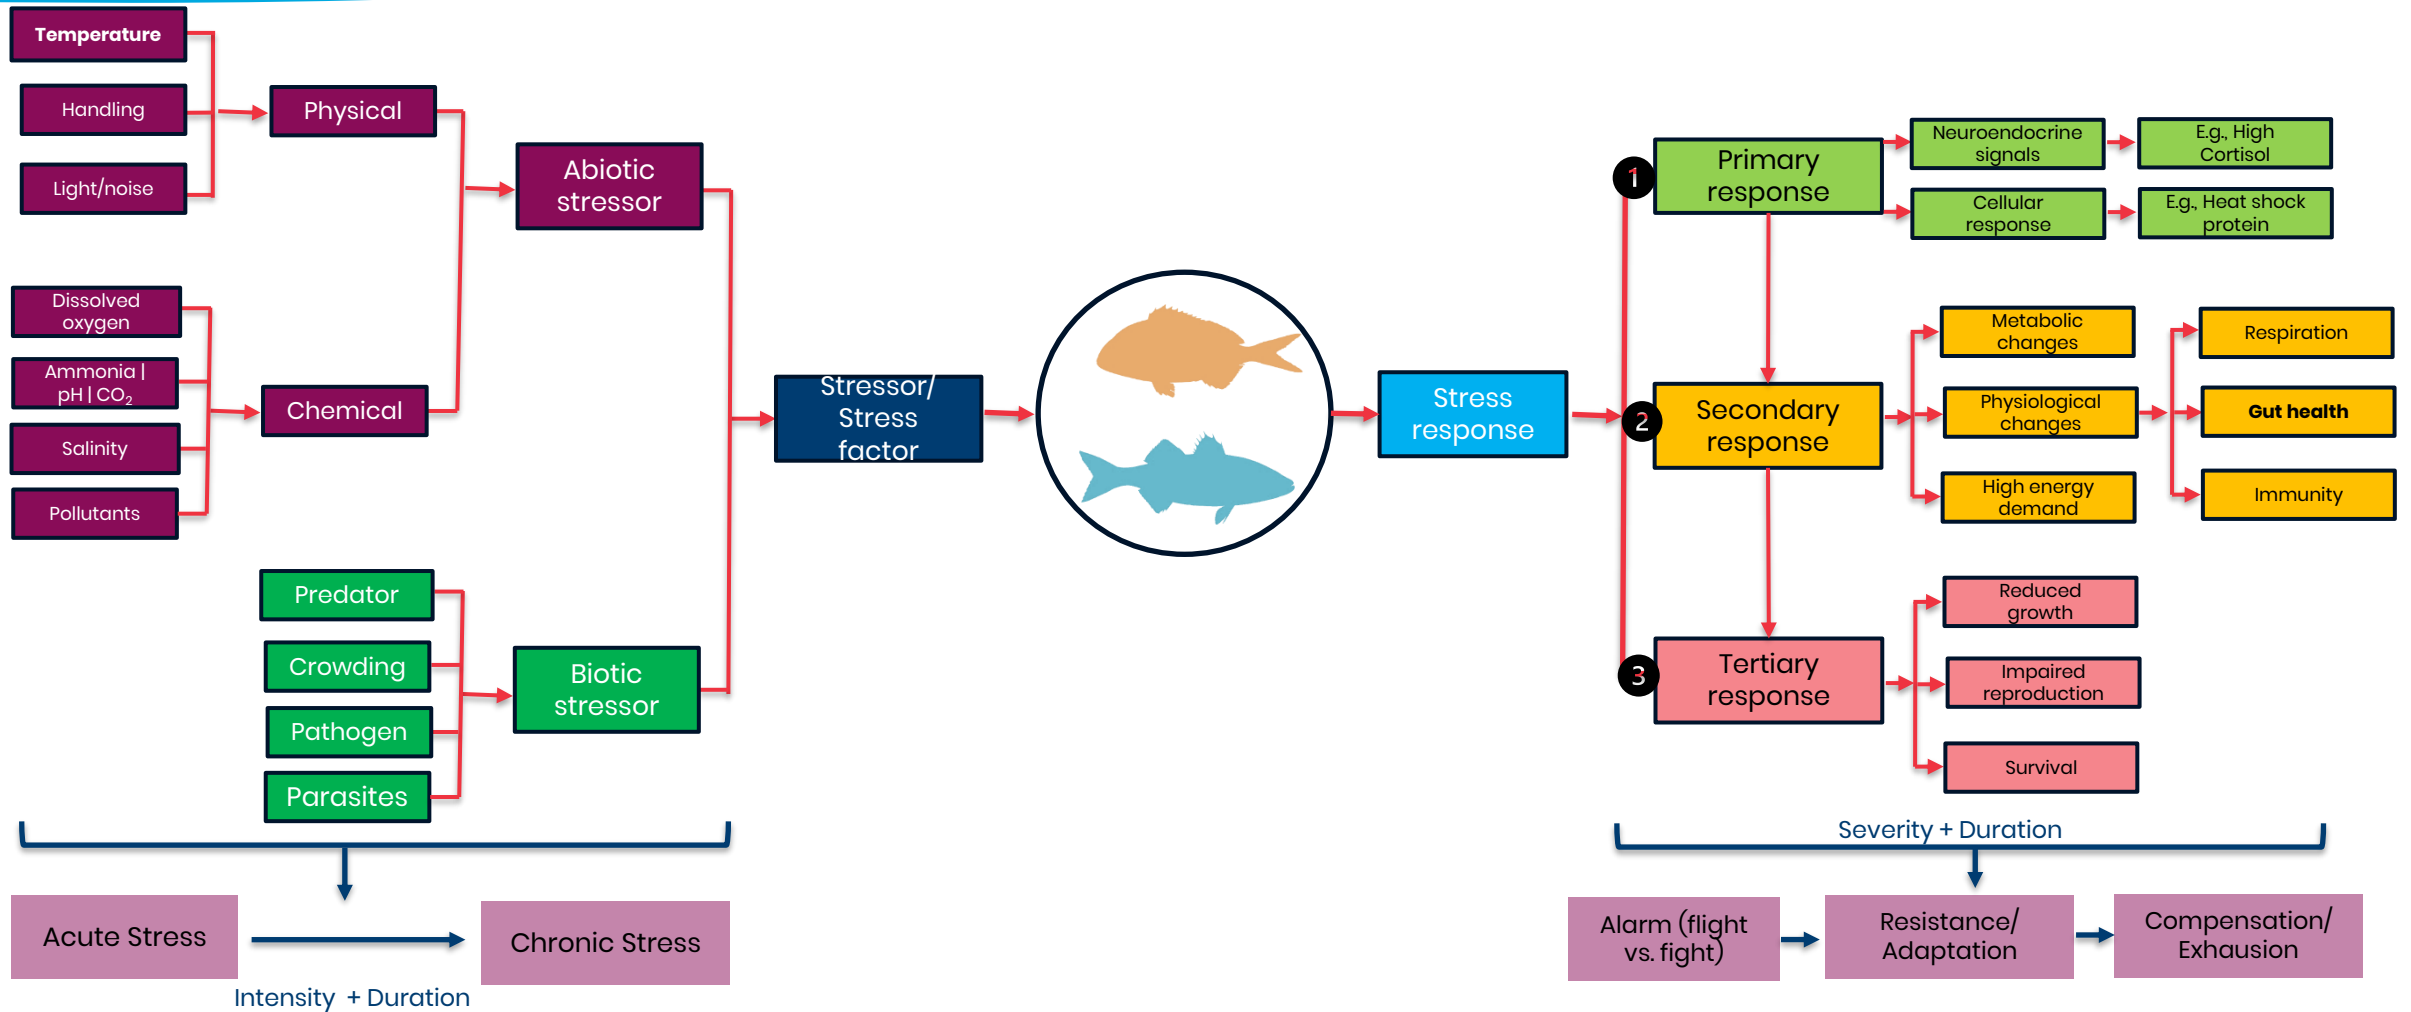 Temperature
Handling
Light/noise
Physical
Dissolved
oxygen
Ammonia |
pH | CO₂
Salinity
Pollutants
Chemical
Abiotic
stressor
Predator
Crowding
Pathogen
Parasites
Biotic
stressor
Stressor/
Stress
factor
Stress
response
1
Primary
response
Neuroendocrine
signals
E.g., High
Cortisol
Cellular
response
E.g., Heat shock
protein
2
Secondary
response
Metabolic
changes
Physiological
changes
High energy
demand
Respiration
Gut health
Immunity
3
Tertiary
response
Reduced
growth
Impaired
reproduction
Survival
Acute Stress
Chronic Stress
Intensity + Duration
Severity + Duration
Alarm (flight
vs. fight)
Resistance/
Adaptation
Compensation/
Exhausion